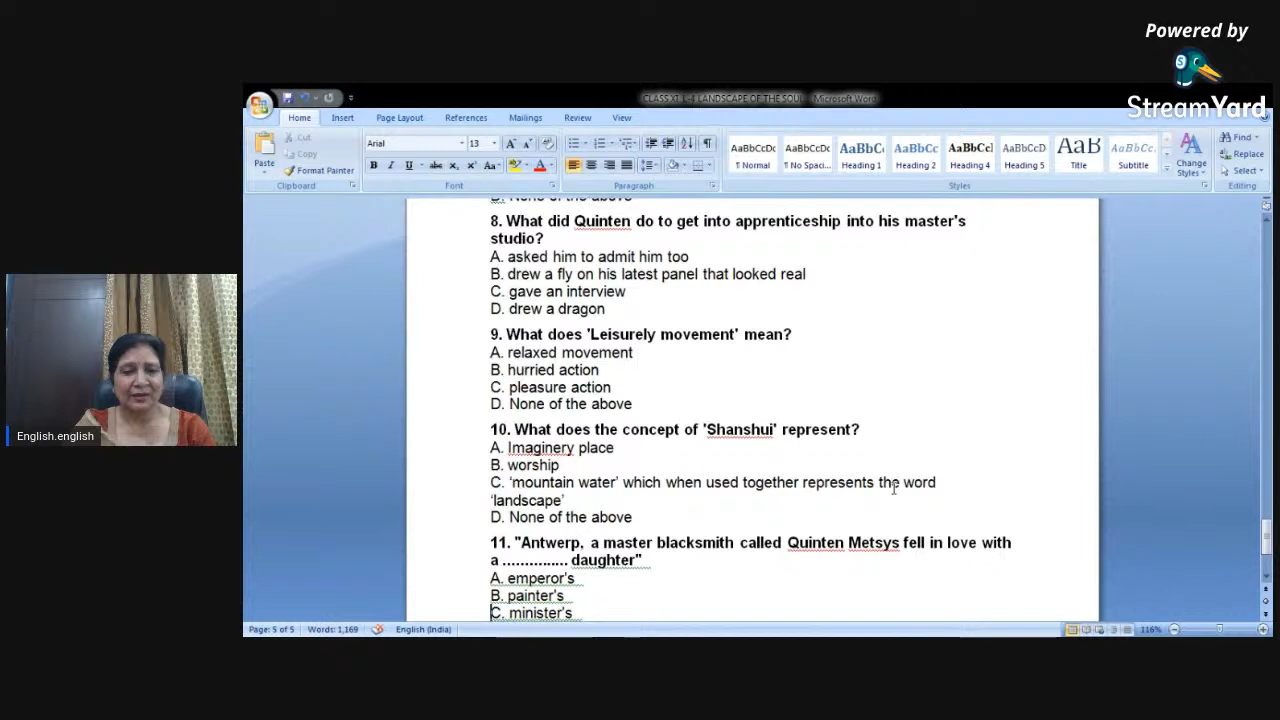 Powered by
StreamYard
CLASS XI L-4 LANDSCAPE OF THE SOUL - Microsoft Word
Home Insert Page Layout References Mailings Review View
Paste
Cut
Copy
Format Painter
Clipboard
Arial 13
Font
Paragraph
AaBbCcDc AaBbCcDc AaBbC AaBbCc AaBbCcl AaBbCcD AaB AaBbCc.
¶ Normal ¶ No Spaci... Heading 1 Heading 2 Heading 4 Heading 5 Title Subtitle
Change Styles
Styles
Find
Replace
Select
Editing
D. None of the above
8. What did Quinten do to get into apprenticeship into his master's
studio?
A. asked him to admit him too
B. drew a fly on his latest panel that looked real
C. gave an interview
D. drew a dragon
9. What does 'Leisurely movement' mean?
A. relaxed movement
B. hurried action
C. pleasure action
D. None of the above
10. What does the concept of 'Shanshui' represent?
A. Imaginery place
B. worship
C. ‘mountain water’ which when used together represents the word
‘landscape’
D. None of the above
11. "Antwerp, a master blacksmith called Quinten Metsys fell in love with
a .............. daughter"
A. emperor's
B. painter's
C. minister's
English.english
Page: 5 of 5 Words: 1,169 English (India) 116%